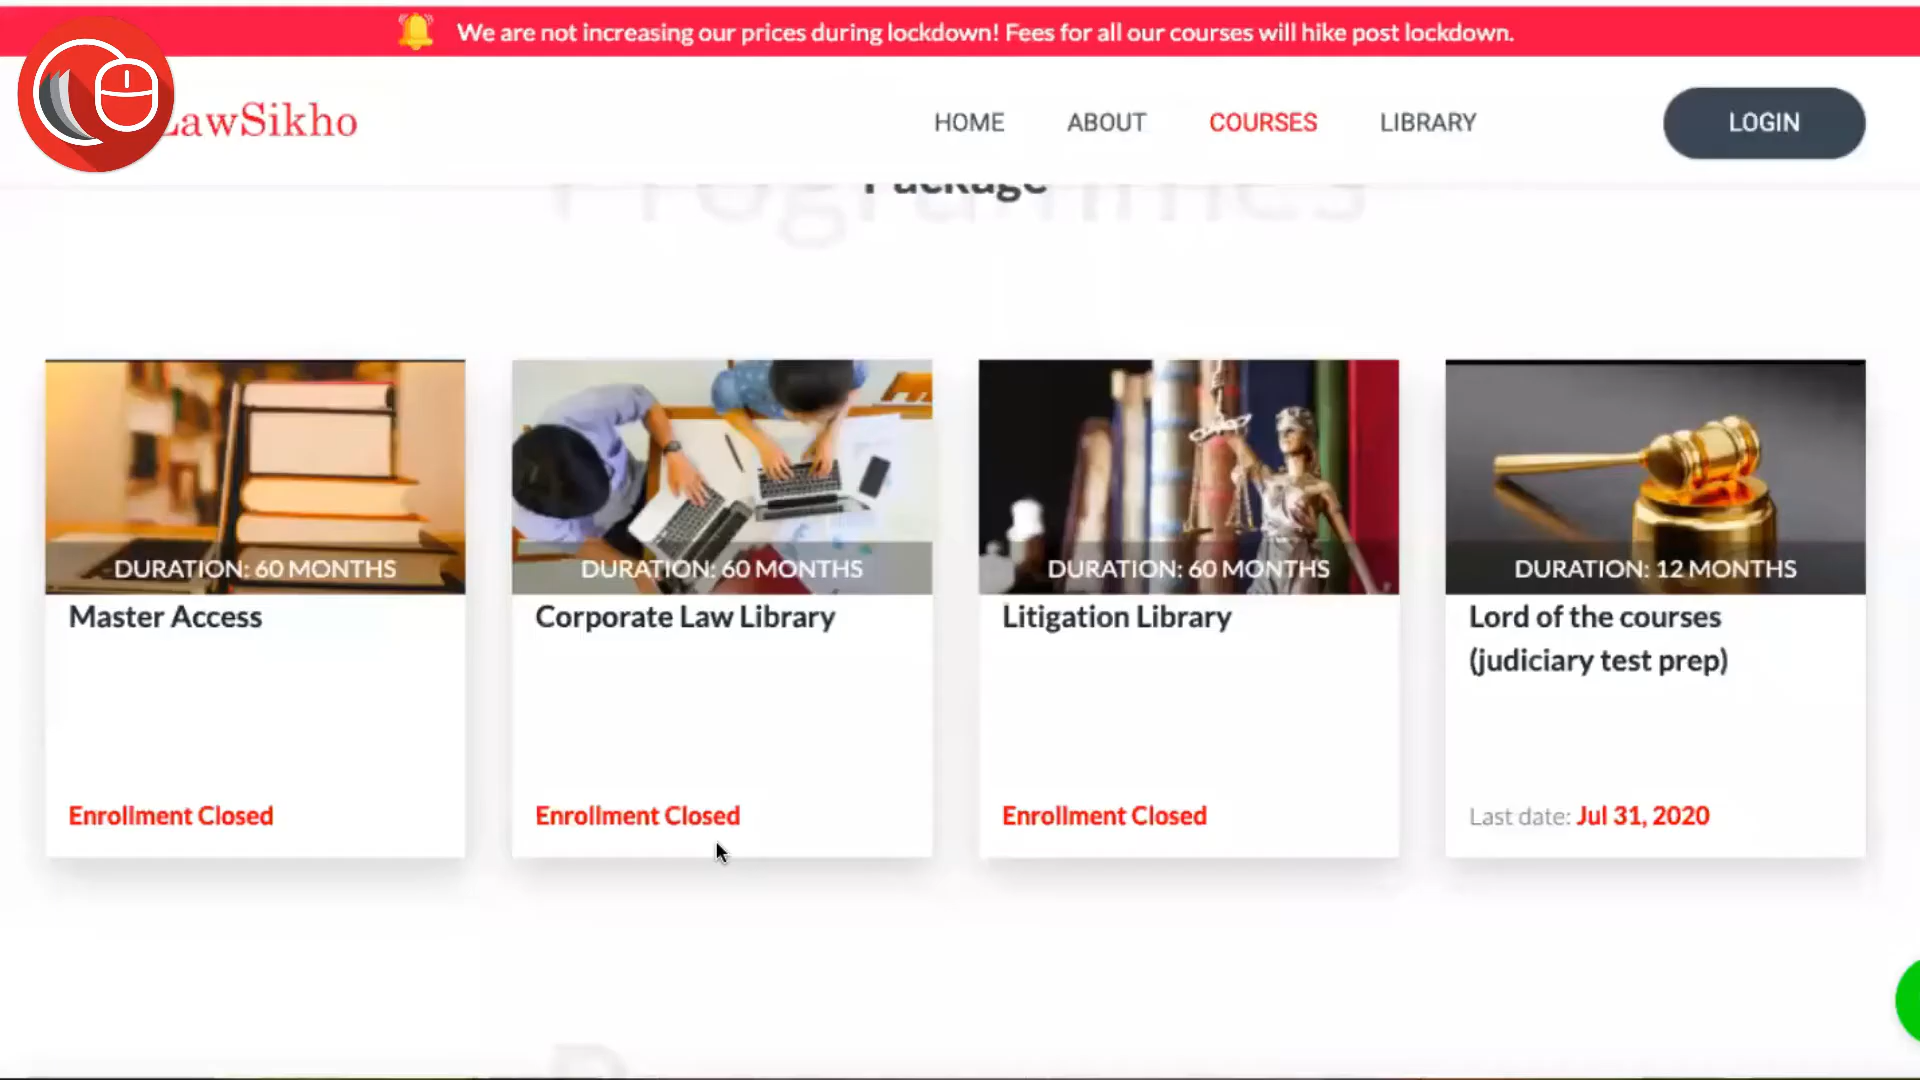 We are not increasing our prices during lockdown! Fees for all our courses will hike post lockdown.
LawSikho
HOME
ABOUT
COURSES
LIBRARY
LOGIN
Programmes
Package
DURATION: 60 MONTHS
Master Access
Enrollment Closed
DURATION: 60 MONTHS
Corporate Law Library
Enrollment Closed
DURATION: 60 MONTHS
Litigation Library
Enrollment Closed
DURATION: 12 MONTHS
Lord of the courses
(judiciary test prep)
Last date: Jul 31, 2020